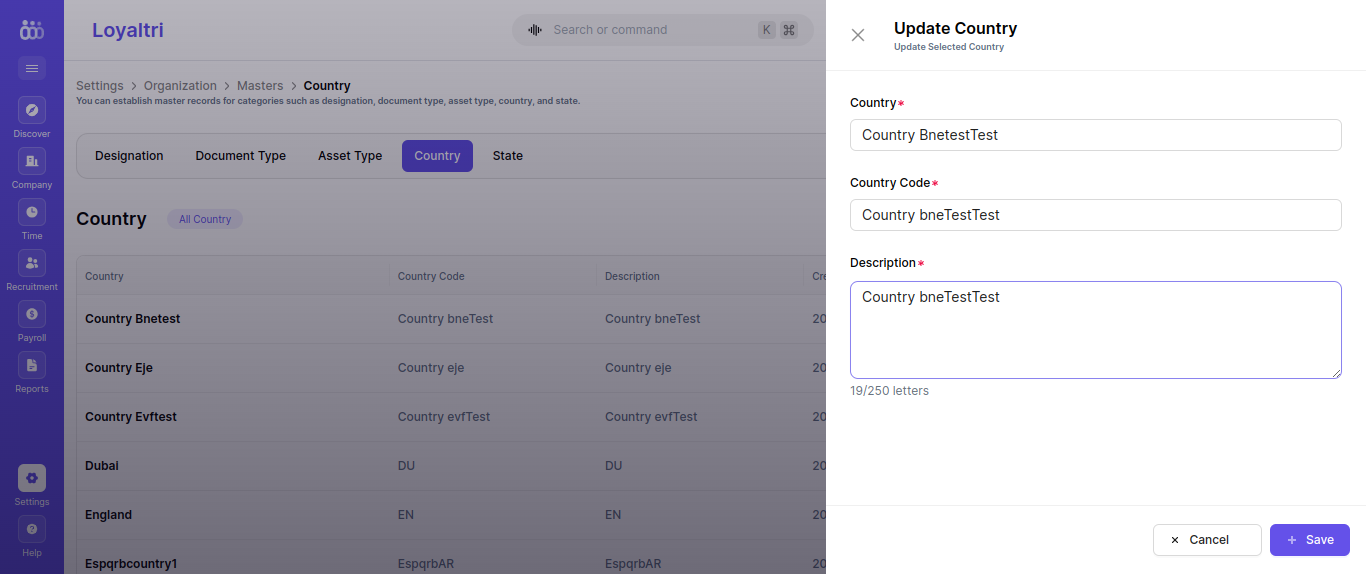 Loyaltri
Search or command
K ⌘
Discover
Company
Time
Recruitment
Payroll
Reports
Settings
Help
Settings > Organization > Masters > Country
You can establish master records for categories such as designation, document type, asset type, country, and state.
Designation Document Type Asset Type Country State
Country All Country
Country Country Code Description Cre
Country Bnetest Country bneTest Country bneTest 20
Country Eje Country eje Country eje 20
Country Evftest Country evfTest Country evfTest 20
Dubai DU DU 20
England EN EN 20
Espqrbcountry1 EspqrbAR EspqrbAR 20
Update Country
Update Selected Country
Country*
Country BnetestTest
Country Code*
Country bneTestTest
Description*
Country bneTestTest
19/250 letters
× Cancel + Save